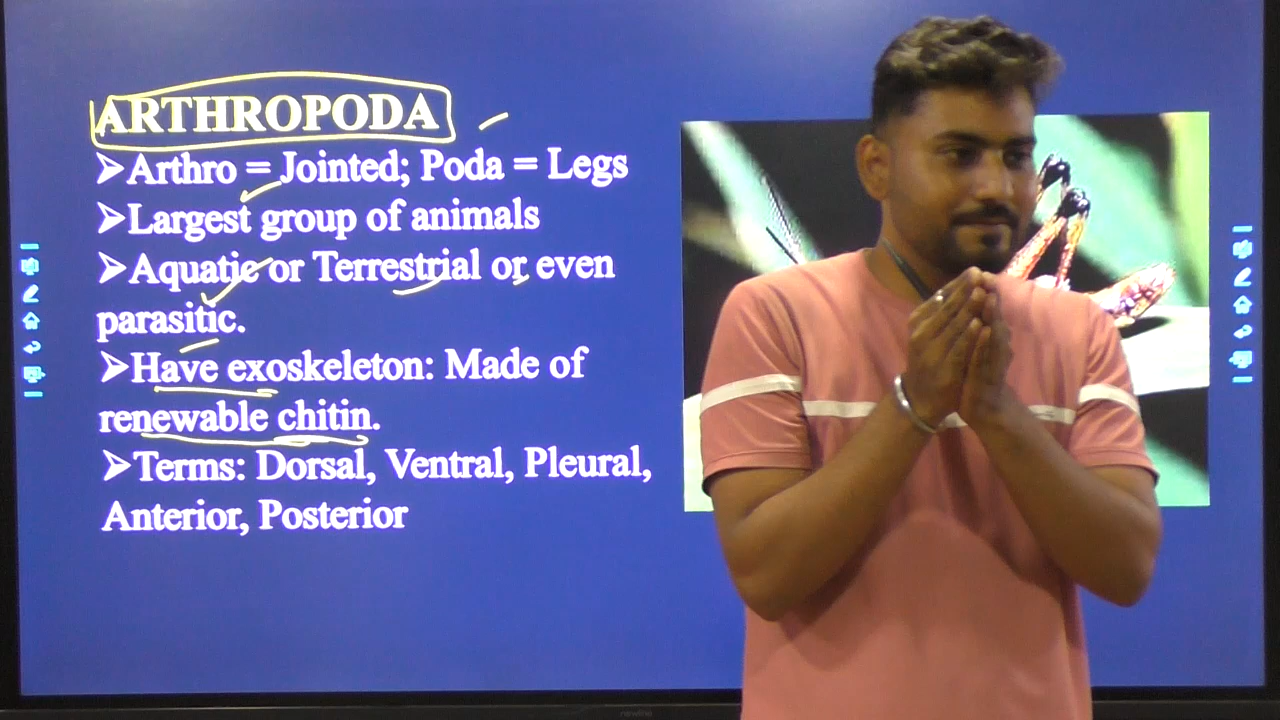 ARTHROPODA
➢Arthro = Jointed; Poda = Legs
➢Largest group of animals
➢Aquatic or Terrestrial or even
parasitic.
➢Have exoskeleton: Made of
renewable chitin.
➢Terms: Dorsal, Ventral, Pleural,
Anterior, Posterior
newline